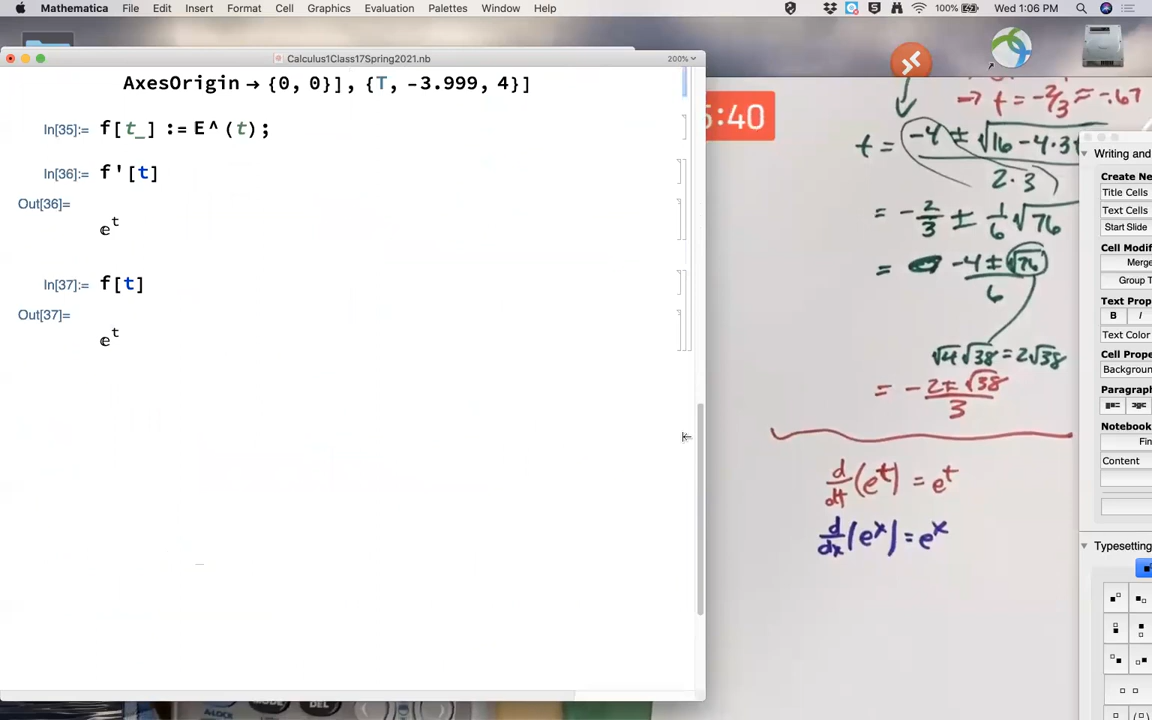 Mathematica File Edit Insert Format Cell Graphics Evaluation Palettes Window Help 100% Wed 1:06 PM
Calculus1Class17Spring2021.nb 200%
AxesOrigin → {0, 0}], {T, -3.999, 4}]
In[35]:= f[t_] := E^(t);
In[36]:= f'[t]
Out[36]=
e^t
In[37]:= f[t]
Out[37]=
e^t
5:40
→ t = -2/3 ≈ -.67
t = -4 ± √16 - 4·3
2·3
= -2/3 ± 1/6 √76
= -4 ± √76
6
√4 √38 = 2√38
= -2 ± √38
3
d/dt (e^t) = e^t
d/dx (e^x) = e^x
Writing and
Create Ne
Title Cells
Text Cells
Start Slide
Cell Modif
Merge
Group T
Text Prop
B I
Text Color
Cell Prope
Backgroun
Paragraph
Notebook
Fin
Content
Typesetting